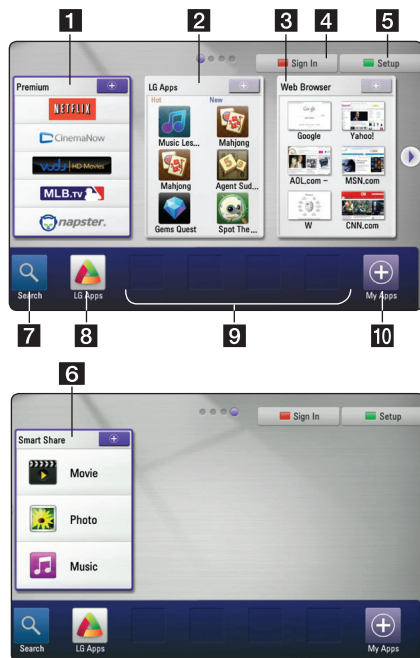 1 2 3 4 5
Sign In Setup
Premium
NETFLIX
CinemaNow
VUDU HD Movies
MLB.TV
napster.
LG Apps
Hot New
Music Les... Mahjong
Mahjong Agent Sud...
Gems Quest Spot The ...
Web Browser
Google Yahoo!
AOL.com – MSN.com
W CNN.com
Search LG Apps My Apps
7 8 9 10
6
Sign In Setup
Smart Share
Movie
Photo
Music
Search LG Apps My Apps